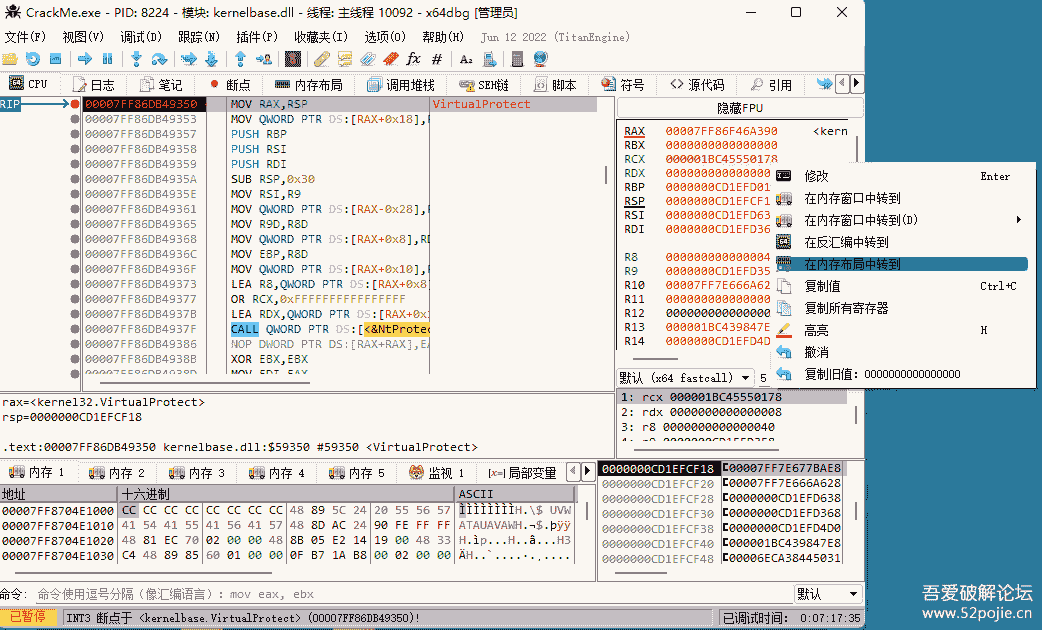 CrackMe.exe - PID: 8224 - 模块: kernelbase.dll - 线程: 主线程 10092 - x64dbg [管理员]
文件(F) 视图(V) 调试(D) 跟踪(N) 插件(P) 收藏夹(I) 选项(O) 帮助(H) Jun 12 2022 (TitanEngine)
CPU 日志 笔记 断点 内存布局 调用堆栈 SEH链 脚本 符号 源代码 引用
RIP
00007FF86DB49350 MOV RAX,RSP VirtualProtect
00007FF86DB49353 MOV QWORD PTR DS:[RAX+0x18],
00007FF86DB49357 PUSH RBP
00007FF86DB49358 PUSH RSI
00007FF86DB49359 PUSH RDI
00007FF86DB4935A SUB RSP,0x30
00007FF86DB4935E MOV RSI,R9
00007FF86DB49361 MOV QWORD PTR DS:[RAX-0x28],
00007FF86DB49365 MOV R9D,R8D
00007FF86DB49368 MOV QWORD PTR DS:[RAX+0x8],RD
00007FF86DB4936C MOV EBP,R8D
00007FF86DB4936F MOV QWORD PTR DS:[RAX+0x10],
00007FF86DB49373 LEA R8,QWORD PTR DS:[RAX+0x8
00007FF86DB49377 OR RCX,0xFFFFFFFFFFFFFFFF
00007FF86DB4937B LEA RDX,QWORD PTR DS:[RAX+0x
00007FF86DB4937F CALL QWORD PTR DS:[<&NtProtec
00007FF86DB49386 NOP DWORD PTR DS:[RAX+RAX],EA
00007FF86DB4938B XOR EBX,EBX
00007FF86DB4938D MOV EDI,EAX
隐藏FPU
RAX 00007FF86F46A390 <kern
RBX 0000000000000000
RCX 000001BC45550178
RDX 000000000000000
RBP 000000CD1EFD01
RSP 000000CD1EFCF1
RSI 000000CD1EFD63
RDI 000000CD1EFD36
R8 000000000000004
R9 000000CD1EFD35
R10 00007FF7E666A62
R11 000000000000000
R12 000000000000000
R13 000001BC439847E
R14 000000CD1EFD4D
修改 Enter
在内存窗口中转到
在内存窗口中转到(D)
在反汇编中转到
在内存布局中转到
复制值 Ctrl+C
复制所有寄存器
高亮 H
撤消
复制旧值: 0000000000000000
默认 (x64 fastcall) 5
1: rcx 000001BC45550178
2: rdx 0000000000000008
3: r8 0000000000000040
rax=<kernel32.VirtualProtect>
rsp=0000000CD1EFCF18
.text:00007FF86DB49350 kernelbase.dll:$59350 #59350 <VirtualProtect>
内存 1 内存 2 内存 3 内存 4 内存 5 监视 1 [x=] 局部变量
地址 十六进制 ASCII
00007FF8704E1000 CC CC CC CC CC CC CC CC 48 89 5C 24 20 55 56 57 ÌÌÌÌÌÌÌÌH.\$ UVW
00007FF8704E1010 41 54 41 55 41 56 41 57 48 8D AC 24 90 FE FF FF ATAUAVAWH.¬$.þÿÿ
00007FF8704E1020 48 81 EC 70 02 00 00 48 8B 05 E2 14 19 00 48 33 H.ìp...H..â...H3
00007FF8704E1030 C4 48 89 85 60 01 00 00 0F B7 1A B8 00 02 00 00 ÄH..`....·.¸....
0000000CD1EFCF18 00007FF7E677BAE8
0000000CD1EFCF20 00007FF7E666A628
0000000CD1EFCF28 0000000CD1EFD638
0000000CD1EFCF30 0000000CD1EFD368
0000000CD1EFCF38 0000000CD1EFD4D0
0000000CD1EFCF40 000001BC439847E8
0000000CD1EFCF48 00006ECA38445031
命令: 命令使用逗号分隔（像汇编语言）: mov eax, ebx 默认
已暂停 INT3 断点于 <kernelbase.VirtualProtect> (00007FF86DB49350)! 已调试时间: 0:07:17:35
吾爱破解论坛
www.52pojie.cn